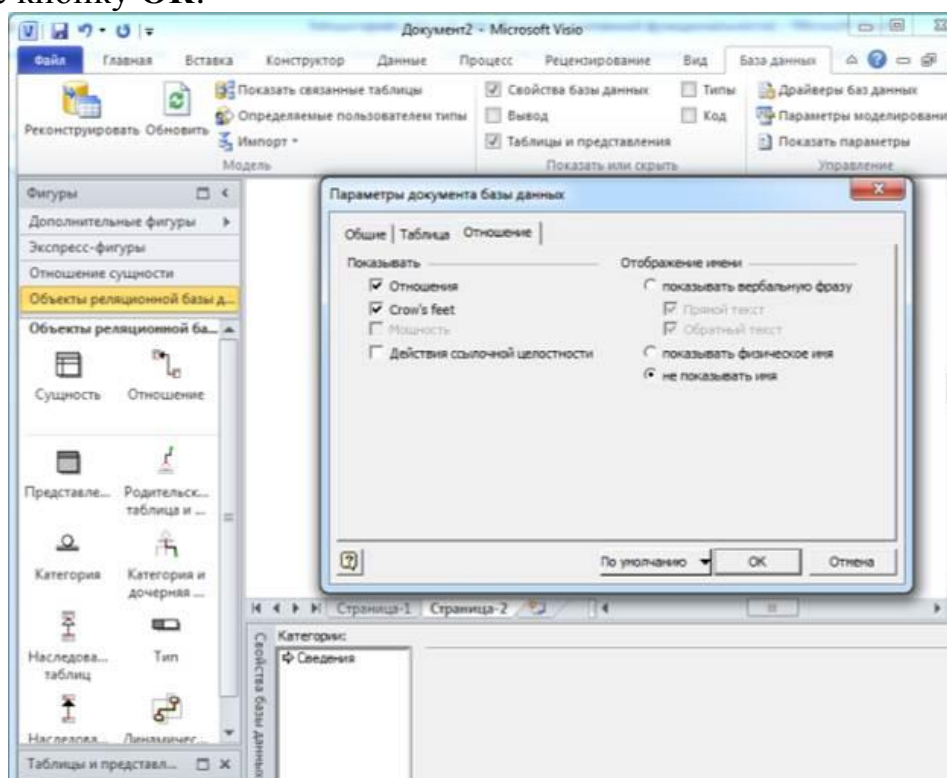 кнопку ОК.
Документ2 - Microsoft Visio
Файл Главная Вставка Конструктор Данные Процесс Рецензирование Вид База данных
Реконструировать Обновить
Показать связанные таблицы
Определяемые пользователем типы
Импорт
Модель
Свойства базы данных Типы
Вывод Код
Таблицы и представления
Показать или скрыть
Драйверы баз данных
Параметры моделировани
Показать параметры
Управление
Фигуры
Дополнительные фигуры
Экспресс-фигуры
Отношение сущности
Объекты реляционной базы д...
Объекты реляционной ба...
Сущность Отношение
Представле... Родительск... таблица и ...
Категория Категория и дочерняя ...
Наследова... таблиц Тип
Наследова... Динамичес...
Таблицы и представл...
Параметры документа базы данных
Общие Таблица Отношение
Показывать
Отношения
Crow's feet
Мощность
Действия ссылочной целостности
Отображение имени
показывать вербальную фразу
Прямой текст
Обратный текст
показывать физическое имя
не показывать имя
По умолчанию OK Отмена
Страница-1 Страница-2
Свойства базы данных
Категории:
Сведения